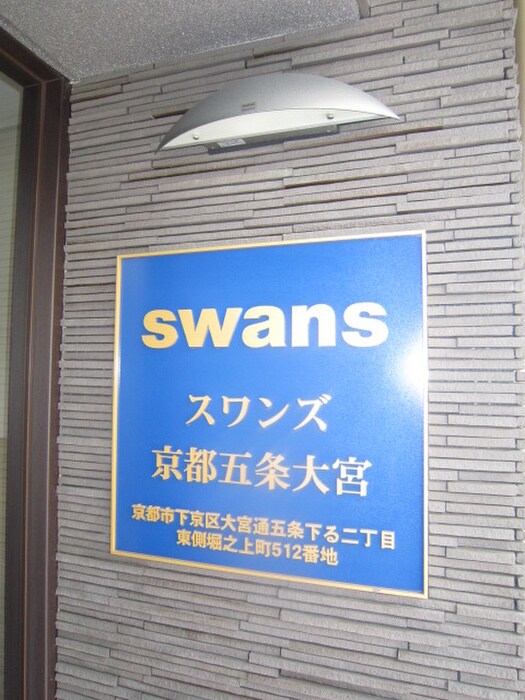 swans
スワンズ
京都五条大宮
京都市下京区大宮通五条下る二丁目
東側堀之上町512番地